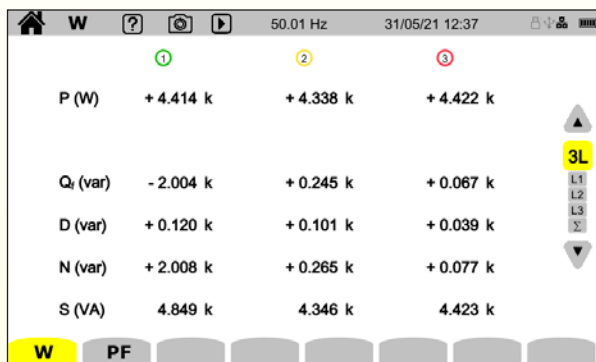 W ? 50.01 Hz 31/05/21 12:37
1 2 3
P (W) + 4.414 k + 4.338 k + 4.422 k
3L
L1
Qf (var) - 2.004 k + 0.245 k + 0.067 k
L2
L3
D (var) + 0.120 k + 0.101 k + 0.039 k
Σ
N (var) + 2.008 k + 0.265 k + 0.077 k
S (VA) 4.849 k 4.346 k 4.423 k
W PF